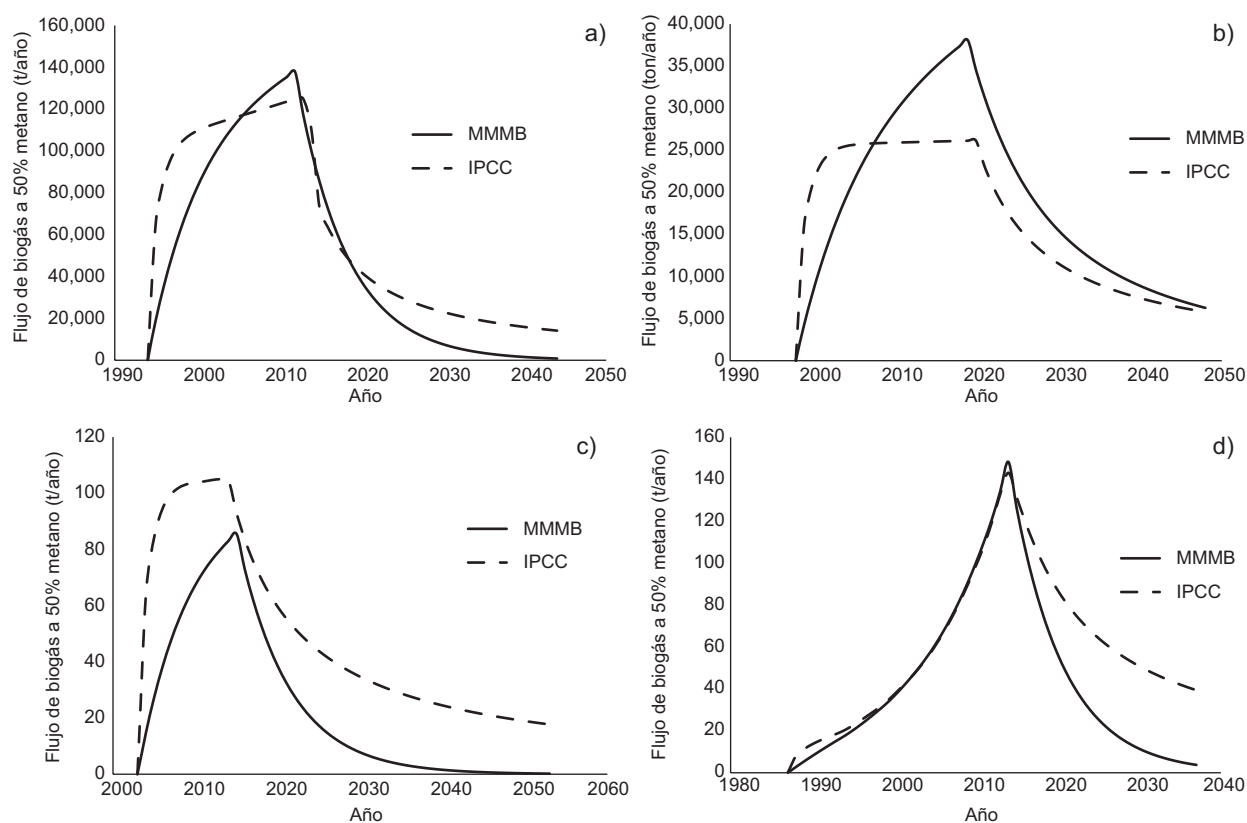 a)
Flujo de biogás a 50% metano (t/año)
160,000
140,000
120,000
100,000
80,000
60,000
40,000
20,000
0
MMMB
IPCC
1990 2000 2010 2020 2030 2040 2050
Año
b)
Flujo de biogás a 50% metano (ton/año)
40,000
35,000
30,000
25,000
20,000
15,000
10,000
5,000
0
MMMB
IPCC
1990 2000 2010 2020 2030 2040 2050
Año
c)
Flujo de biogás a 50% metano (t/año)
120
100
80
60
40
20
0
MMMB
IPCC
2000 2010 2020 2030 2040 2050 2060
Año
d)
Flujo de biogás a 50% metano (t/año)
160
140
120
100
80
60
40
20
0
MMMB
IPCC
1980 1990 2000 2010 2020 2030 2040
Año